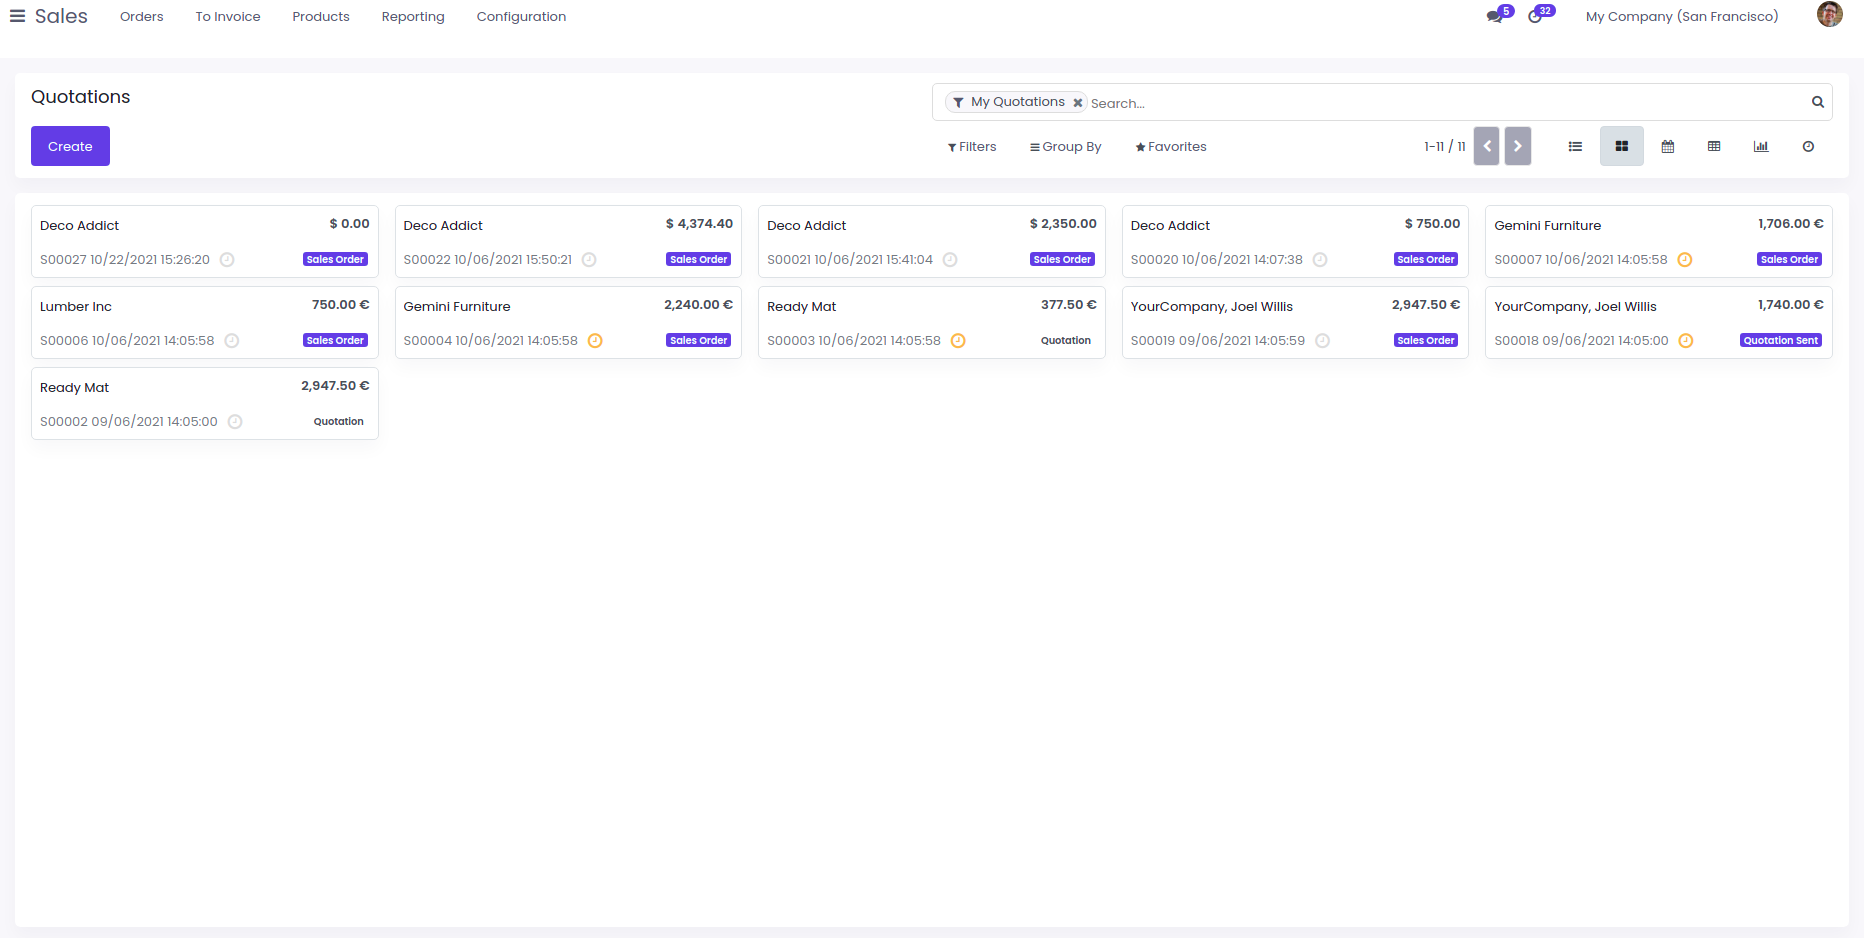 Sales Orders To Invoice Products Reporting Configuration 5 32 My Company (San Francisco)
Quotations
My Quotations Search...
Create
Filters Group By Favorites 1-11 / 11
Deco Addict $ 0.00
S00027 10/22/2021 15:26:20 Sales Order
Deco Addict $ 4,374.40
S00022 10/06/2021 15:50:21 Sales Order
Deco Addict $ 2,350.00
S00021 10/06/2021 15:41:04 Sales Order
Deco Addict $ 750.00
S00020 10/06/2021 14:07:38 Sales Order
Gemini Furniture 1,706.00 €
S00007 10/06/2021 14:05:58 Sales Order
Lumber Inc 750.00 €
S00006 10/06/2021 14:05:58 Sales Order
Gemini Furniture 2,240.00 €
S00004 10/06/2021 14:05:58 Sales Order
Ready Mat 377.50 €
S00003 10/06/2021 14:05:58 Quotation
YourCompany, Joel Willis 2,947.50 €
S00019 09/06/2021 14:05:59 Sales Order
YourCompany, Joel Willis 1,740.00 €
S00018 09/06/2021 14:05:00 Quotation Sent
Ready Mat 2,947.50 €
S00002 09/06/2021 14:05:00 Quotation